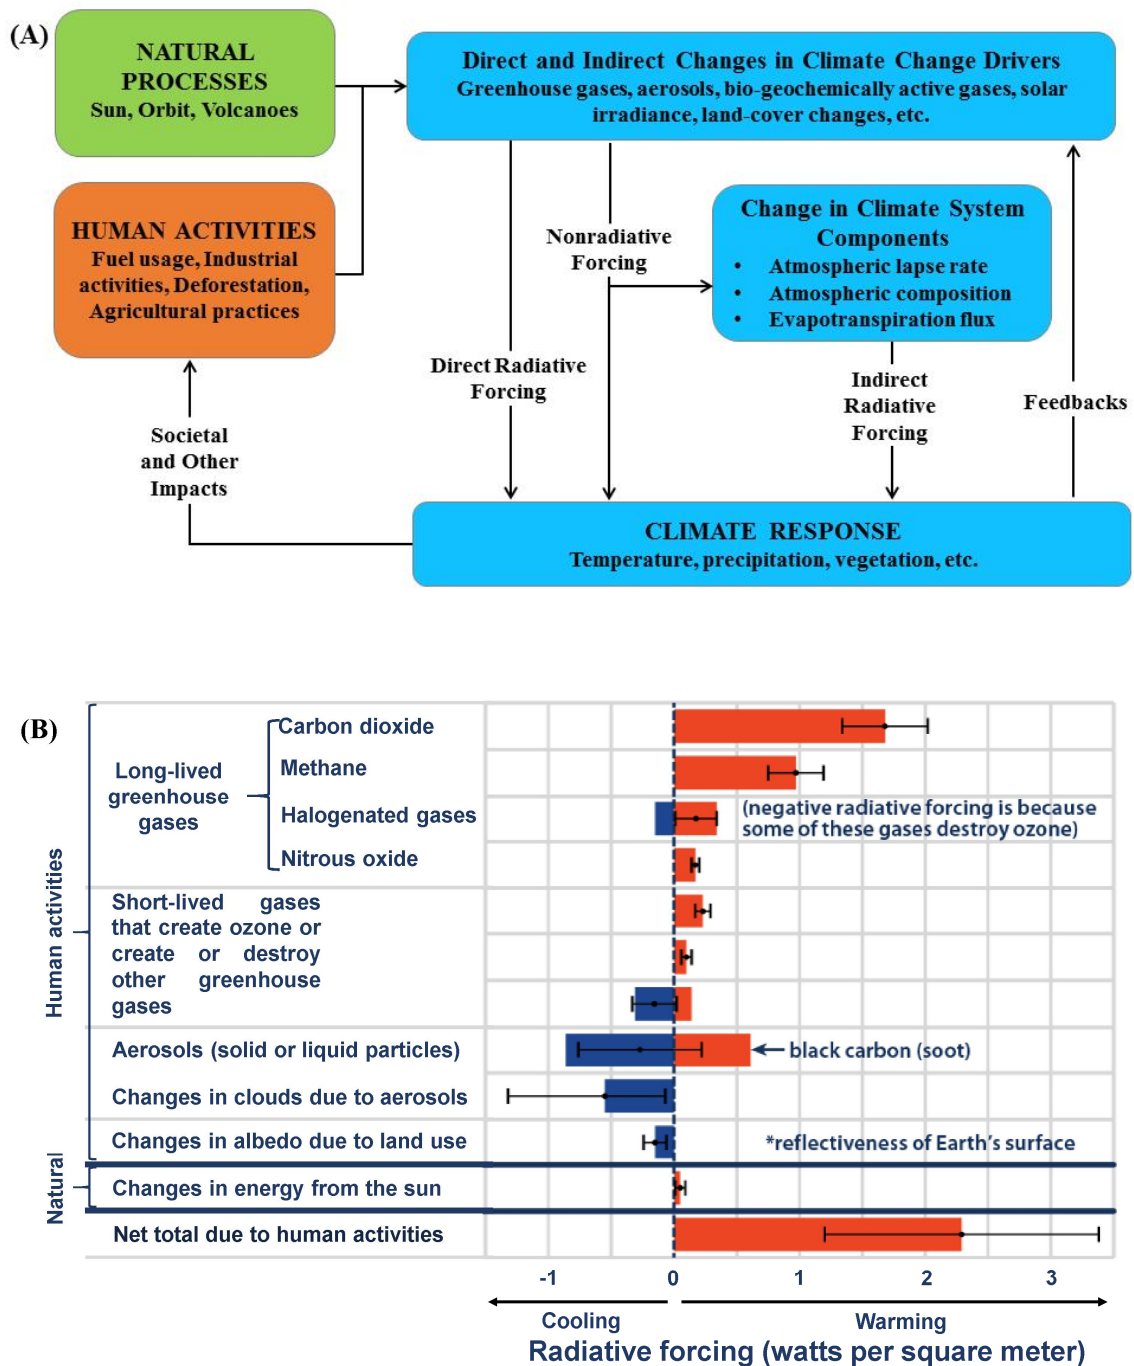 (A)
NATURAL
PROCESSES
Sun, Orbit, Volcanoes
Direct and Indirect Changes in Climate Change Drivers
Greenhouse gases, aerosols, bio-geochemically active gases, solar
irradiance, land-cover changes, etc.
HUMAN ACTIVITIES
Fuel usage, Industrial
activities, Deforestation,
Agricultural practices
Change in Climate System
Components
• Atmospheric lapse rate
• Atmospheric composition
• Evapotranspiration flux
Nonradiative
Forcing
Direct Radiative
Forcing
Indirect
Radiative
Forcing
Feedbacks
Societal
and Other
Impacts
CLIMATE RESPONSE
Temperature, precipitation, vegetation, etc.
(B)
Human activities
Long-lived
greenhouse
gases
Carbon dioxide
Methane
Halogenated gases
(negative radiative forcing is because
some of these gases destroy ozone)
Nitrous oxide
Short-lived gases
that create ozone or
create or destroy
other greenhouse
gases
Aerosols (solid or liquid particles)
black carbon (soot)
Changes in clouds due to aerosols
Changes in albedo due to land use
*reflectiveness of Earth's surface
Natural
Changes in energy from the sun
Net total due to human activities
-1 0 1 2 3
Cooling Warming
Radiative forcing (watts per square meter)